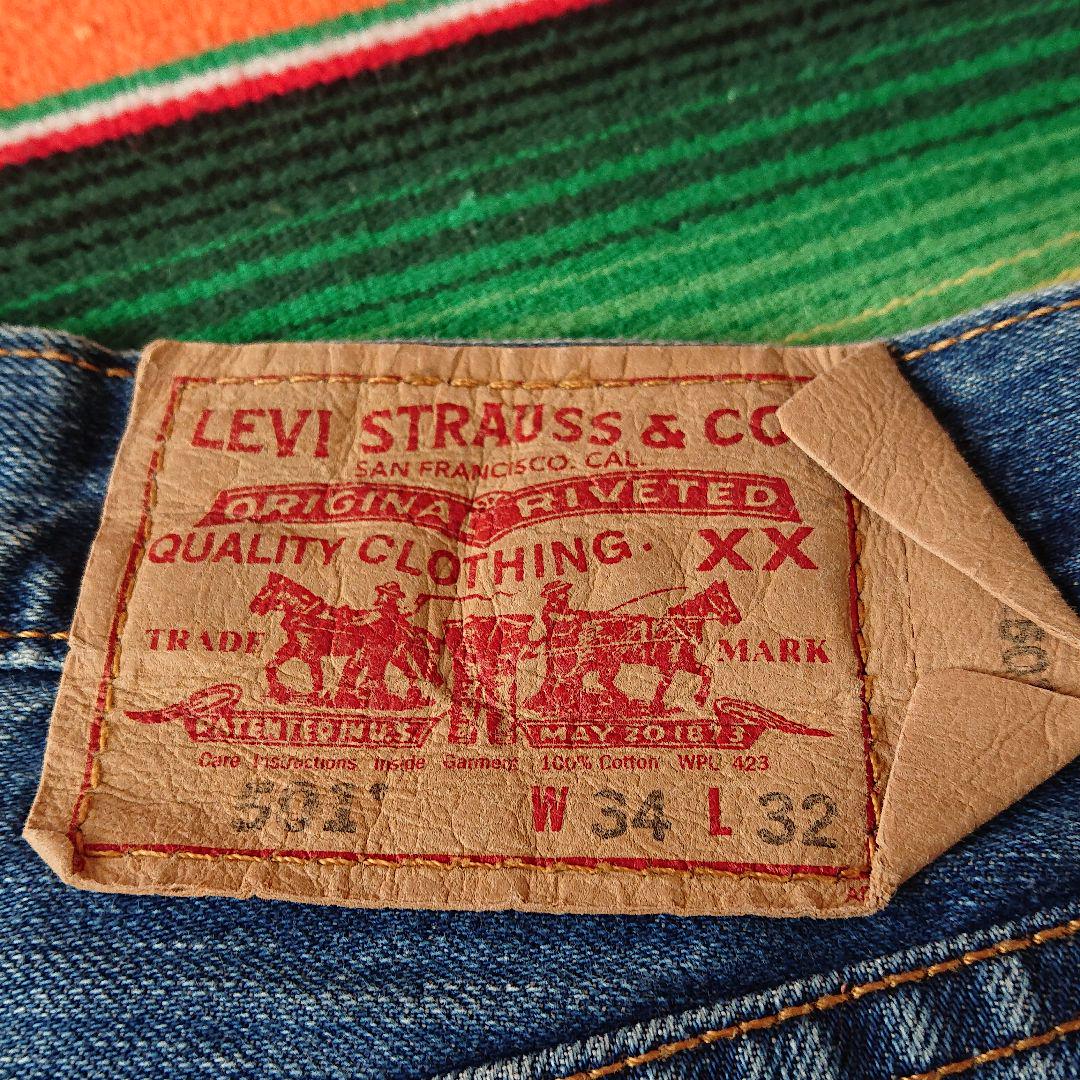 LEVI STRAUSS & CO
SAN FRANCISCO. CAL.
ORIGINAL RIVETED
QUALITY CLOTHING. XX
TRADE MARK
PATENTED IN U.S MAY 20 1873
Care Instructions Inside Garment 100% Cotton WPL 423
501 W 34 L 32